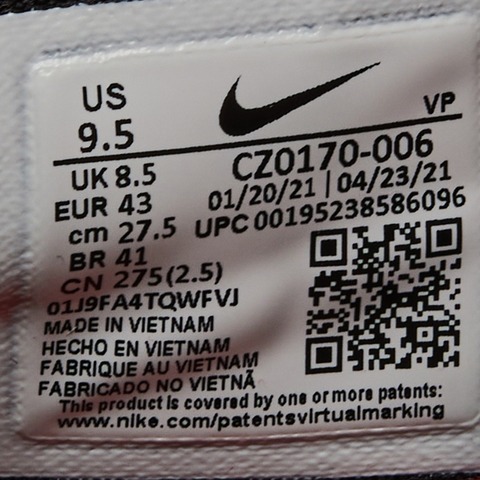 US
9.5
VP
CZ0170-006
UK 8.5
01/20/21 | 04/23/21
EUR 43
UPC 00195238586096
cm 27.5
BR 41
CN 275(2.5)
01J9FA4TQWFVJ
MADE IN VIETNAM
HECHO EN VIETNAM
FABRIQUE AU VIETNAM
FABRICADO NO VIETNÃ
This product is covered by one or more patents:
www.nike.com/patentsvirtualmarking